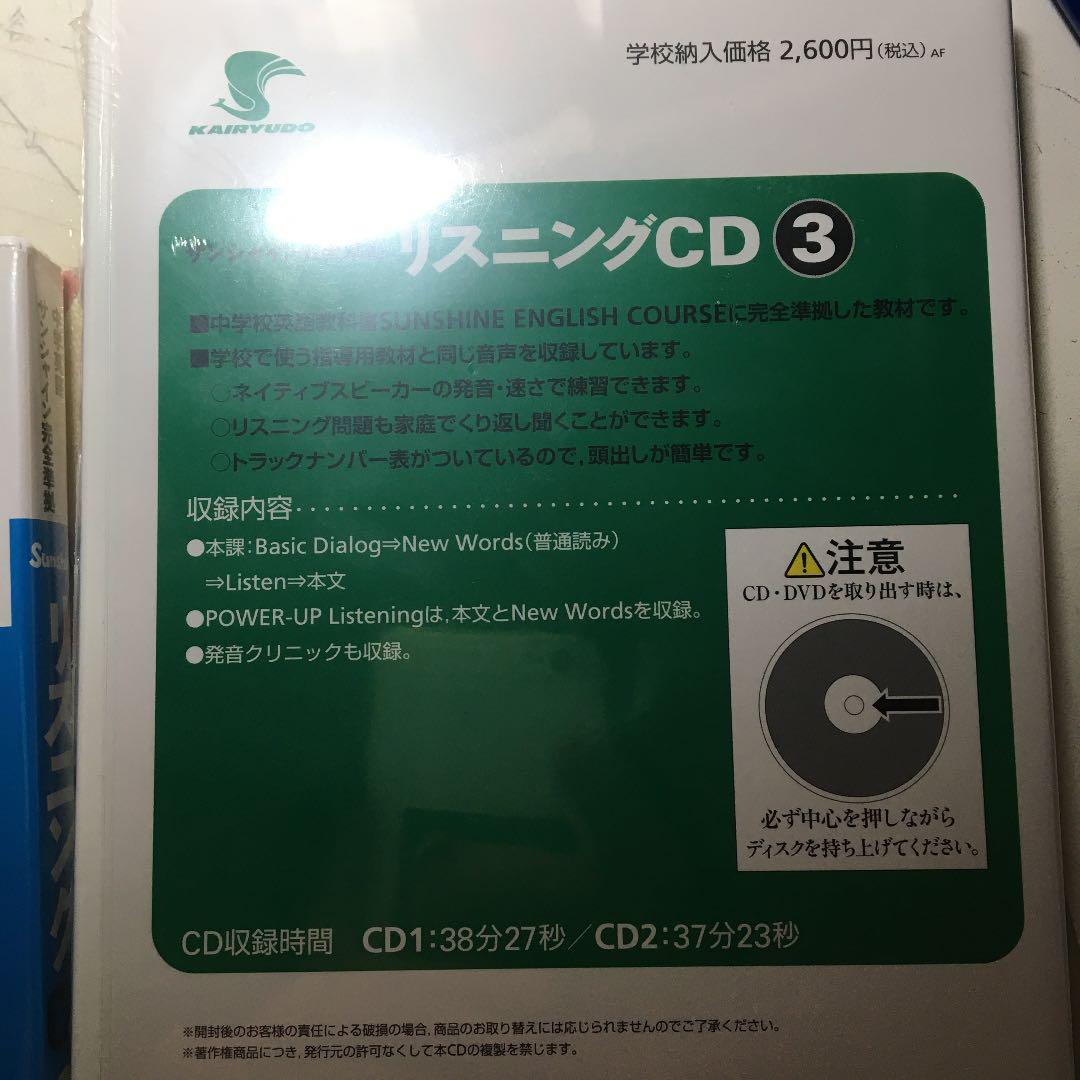 学校納入価格 2,600円(税込) AF
KAIRYUDO
リスニングCD 3
■中学校英語教科書SUNSHINE ENGLISH COURSEに完全準拠した教材です。
■学校で使う指導用教材と同じ音声を収録しています。
○ネイティブスピーカーの発音・速さで練習できます。
○リスニング問題も家庭でくり返し聞くことができます。
○トラックナンバー表がついているので,頭出しが簡単です。
収録内容
●本課:Basic Dialog⇒New Words(普通読み)
⇒Listen⇒本文
●POWER-UP Listeningは,本文とNew Wordsを収録。
●発音クリニックも収録。
注意
CD・DVDを取り出す時は、
必ず中心を押しながら
ディスクを持ち上げてください。
CD収録時間 CD1:38分27秒/CD2:37分23秒
※開封後のお客様の責任による破損の場合,商品のお取り替えには応じられませんのでご了承ください。
※著作権商品につき,発行元の許可なくして本CDの複製を禁じます。
サンシャイン完全準拠
リスニング